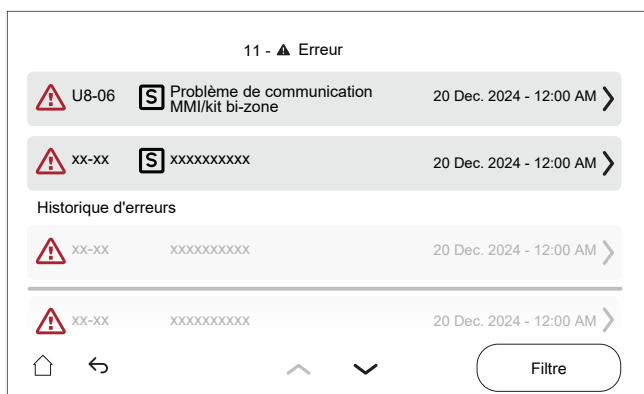 11 - Erreur
U8-06 S Problème de communication 20 Dec. 2024 - 12:00 AM
MMI/kit bi-zone
xx-xx S xxxxxxxxxx 20 Dec. 2024 - 12:00 AM
Historique d'erreurs
xx-xx xxxxxxxxxx 20 Dec. 2024 - 12:00 AM
xx-xx xxxxxxxxxx 20 Dec. 2024 - 12:00 AM
Filtre